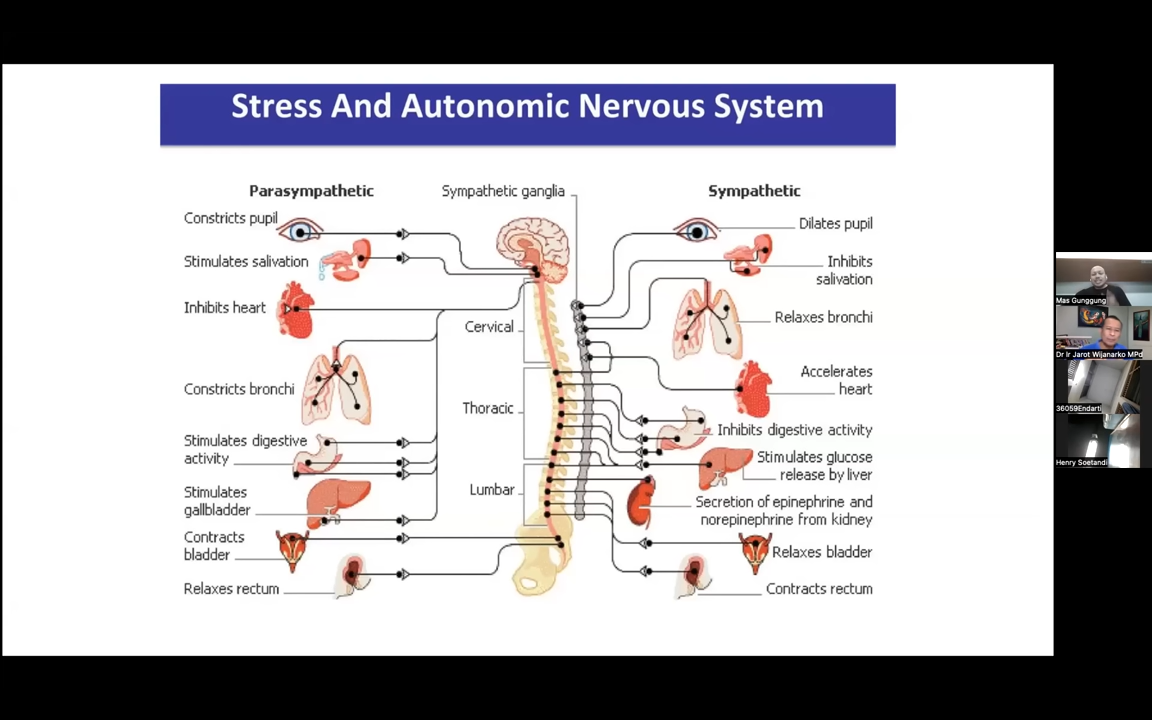 Stress And Autonomic Nervous System
Parasympathetic
Sympathetic ganglia
Sympathetic
Constricts pupil
Stimulates salivation
Inhibits heart
Constricts bronchi
Stimulates digestive
activity
Stimulates
gallbladder
Contracts
bladder
Relaxes rectum
Cervical
Thoracic
Lumbar
Dilates pupil
Inhibits
salivation
Relaxes bronchi
Accelerates
heart
Inhibits digestive activity
Stimulates glucose
release by liver
Secretion of epinephrine and
norepinephrine from kidney
Relaxes bladder
Contracts rectum
Mas Gunggung
Dr Ir Jarot Wijanarko MPd
36059Endarti
Henry Soetandi